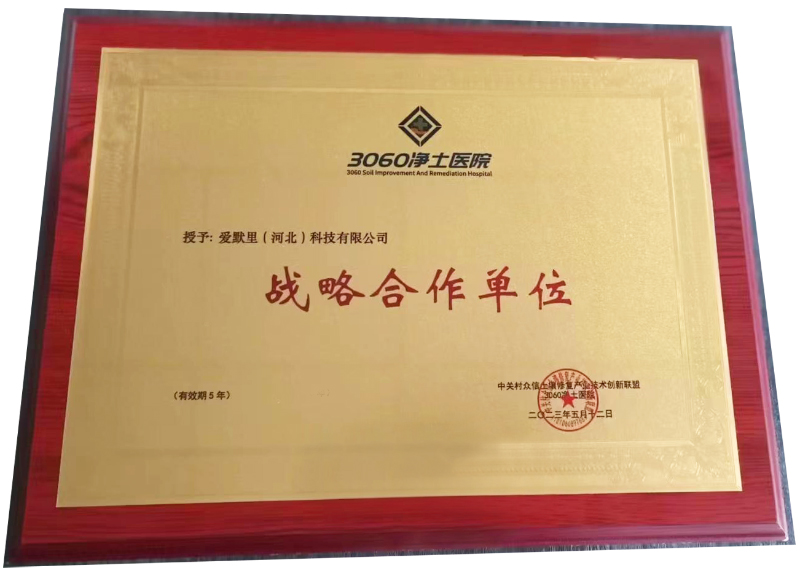 3060净土医院
3060 Soil Improvement And Remediation Hospital
授予: 爱默里（河北）科技有限公司
战略合作单位
（有效期5年）
中关村众信土壤修复产业技术创新联盟
3060净土医院
二〇二三年五月十二日